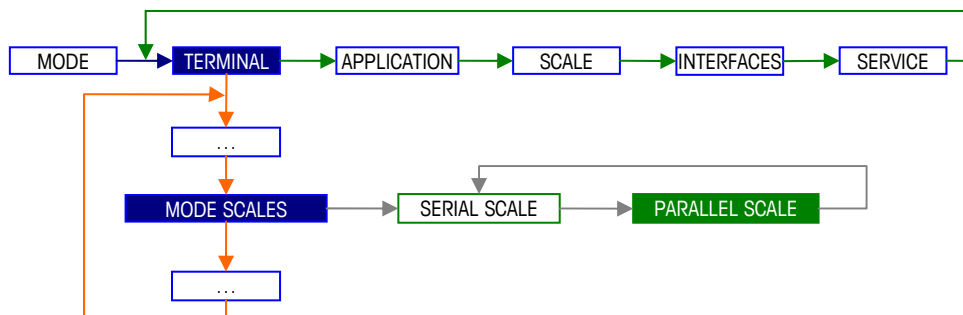 MODE TERMINAL APPLICATION SCALE INTERFACES SERVICE
...
MODE SCALES SERIAL SCALE PARALLEL SCALE
...